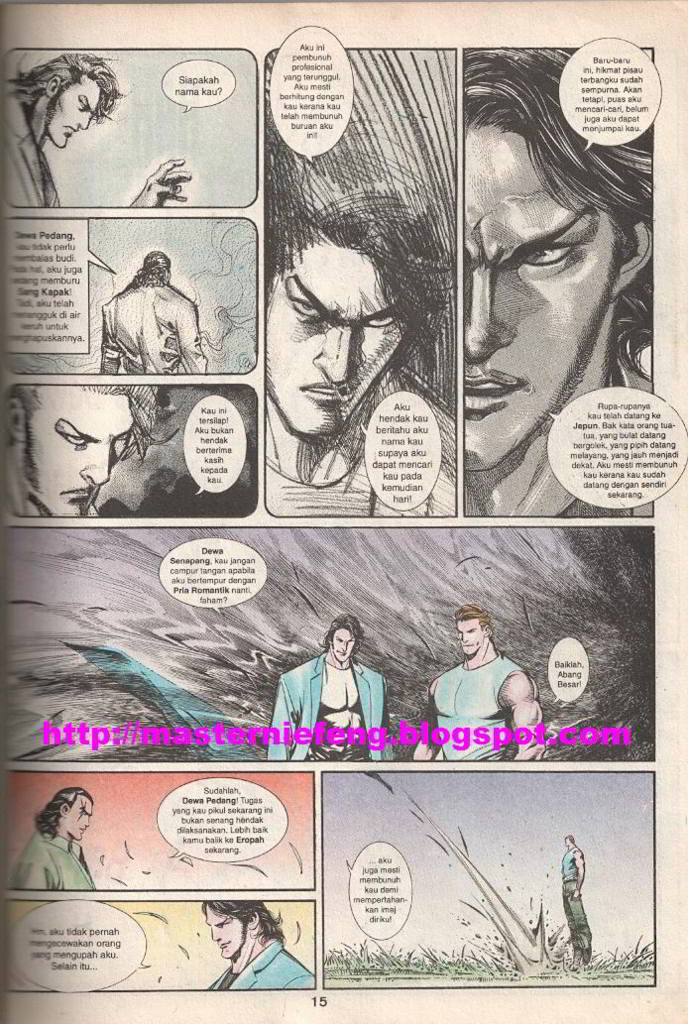 Siapakah
nama kau?
Dewa Pedang,
kau tidak perlu
membalas budi.
hal, aku juga
memburu
Sang Kapak!
Tadi, aku telah
menangguk di air
keruh untuk
menghapuskannya.
Kau ini
tersilap!
Aku bukan
hendak
berterima
kasih
kepada
kau.
Aku ini
pembunuh
profesional
yang terunggul.
Aku mesti
berhitung dengan
kau kerana kau
telah membunuh
buruan aku
ini!
Aku
hendak kau
beritahu aku
nama kau
supaya aku
dapat mencari
kau pada
kemudian
hari!
Baru-baru
ini, hikmat pisau
terbangku sudah
sempurna. Akan
tetapi, puas aku
mencari-cari, belum
juga aku dapat
menjumpai kau.
Rupa-rupanya
kau telah datang ke
Jepun. Bak kata orang tua-
tua, yang bulat datang
bergolek, yang pipih datang
melayang, yang jauh menjadi
dekat. Aku mesti membunuh
kau kerana kau sudah
datang dengan sendiri
sekarang.
Dewa
Senapang, kau jangan
campur tangan apabila
aku bertempur dengan
Pria Romantik nanti,
faham?
Baiklah,
Abang
Besar!
http://masterniefeng.blogspot.com
Sudahlah,
Dewa Pedang! Tugas
yang kau pikul sekarang ini
bukan senang hendak
dilaksanakan. Lebih baik
kamu balik ke Eropah
sekarang.
Hm, aku tidak pernah
mengecewakan orang
yang mengupah aku.
Selain itu...
... aku
juga mesti
membunuh
kau demi
mempertahan-
kan imej
diriku!
15